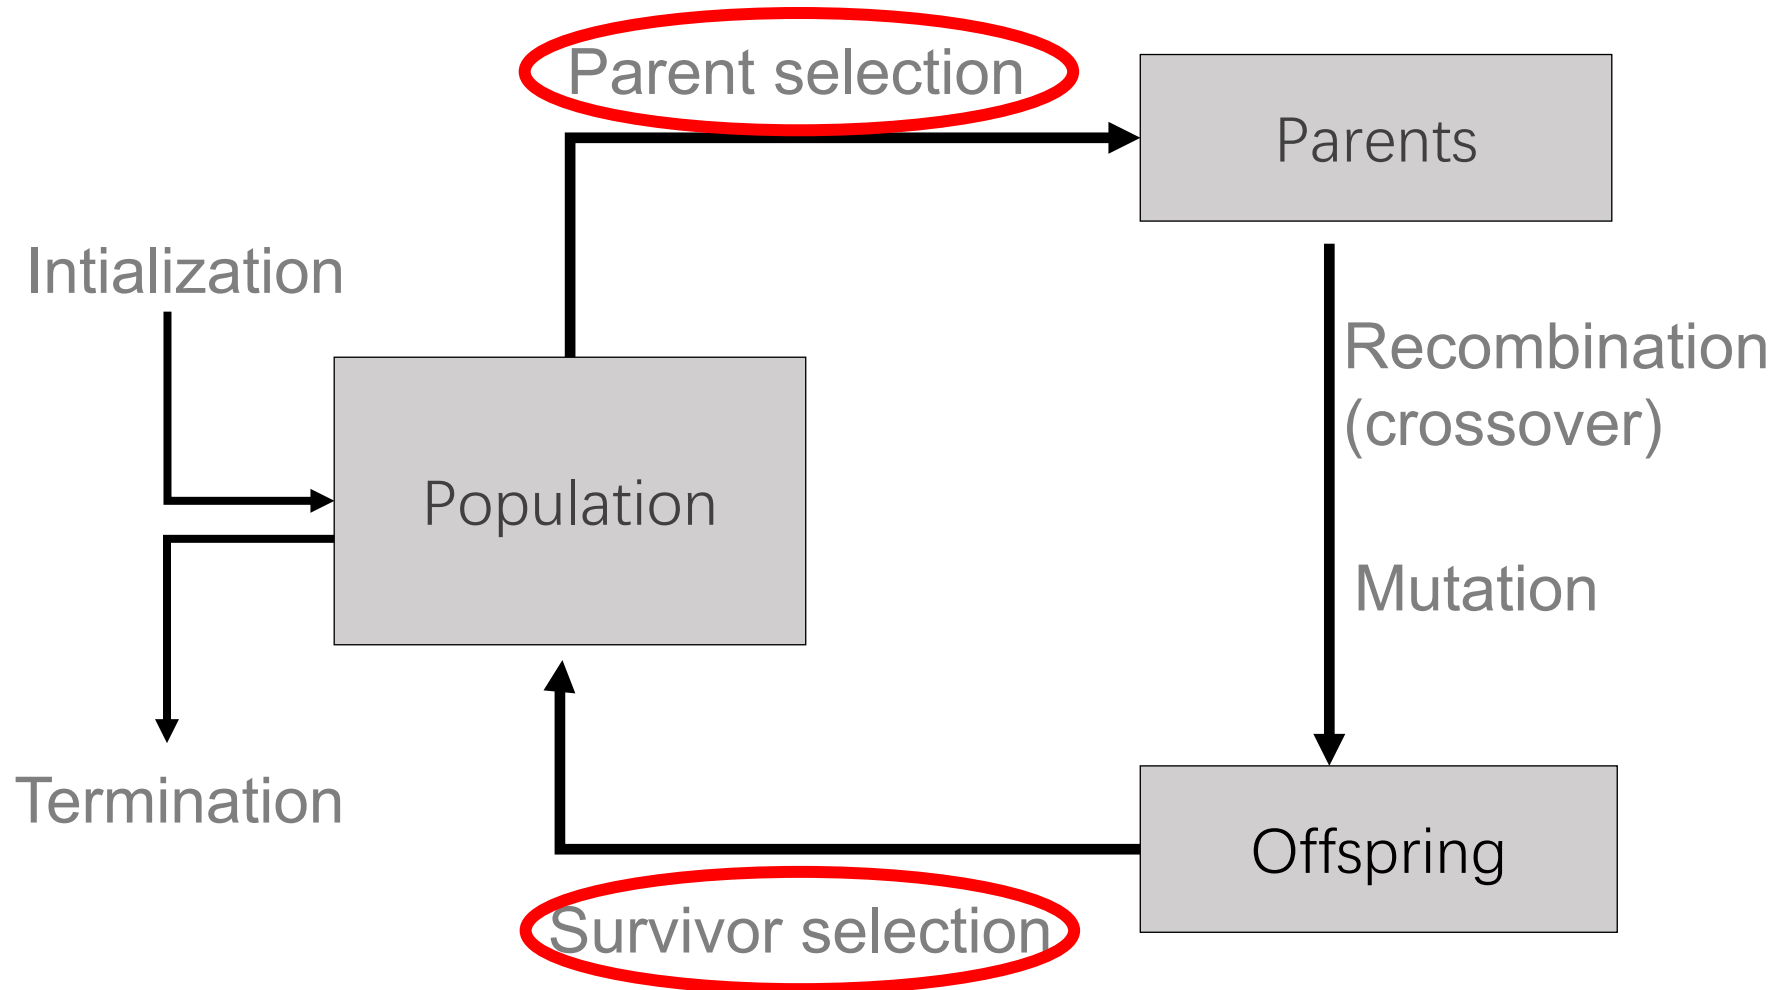 Parent selection
Parents
Intialization
Recombination
(crossover)
Population
Mutation
Termination
Offspring
Survivor selection